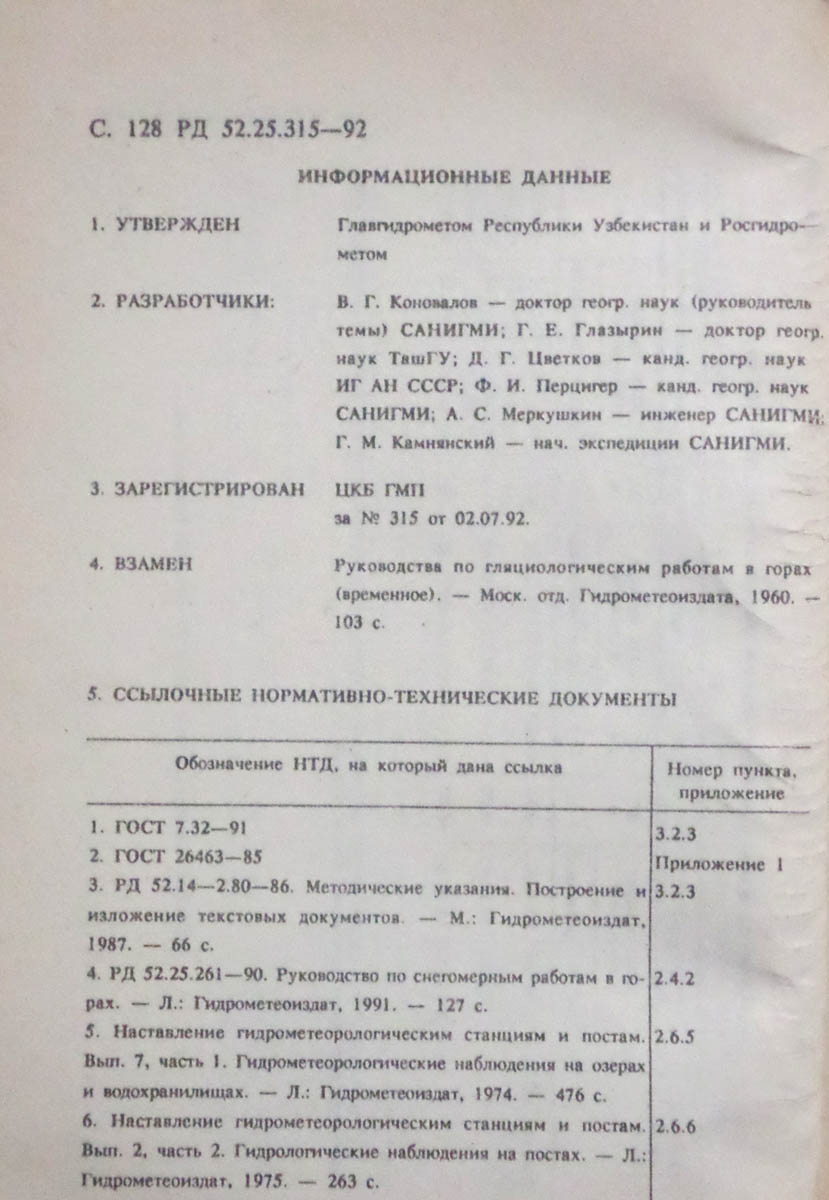 С. 128 РД 52.25.315—92
ИНФОРМАЦИОННЫЕ ДАННЫЕ
1. УТВЕРЖДЕН Главгидрометом Республики Узбекистан и Росгидро—
метом
2. РАЗРАБОТЧИКИ: В. Г. Коновалов — доктор геогр. наук (руководитель
темы) САНИГМИ; Г. Е. Глазырин — доктор геогр.
наук ТашГУ; Д. Г. Цветков — канд. геогр. наук
ИГ АН СССР; Ф. И. Перцигер — канд. геогр. наук
САНИГМИ; А. С. Меркушкин — инженер САНИГМИ;
Г. М. Камнянский — нач. экспедиции САНИГМИ.
3. ЗАРЕГИСТРИРОВАН ЦКБ ГМП
за № 315 от 02.07.92.
4. ВЗАМЕН Руководства по гляциологическим работам в горах
(временное). — Моск. отд. Гидрометеоиздата, 1960. —
103 с.
5. ССЫЛОЧНЫЕ НОРМАТИВНО-ТЕХНИЧЕСКИЕ ДОКУМЕНТЫ
Обозначение НТД, на который дана ссылка Номер пункта,
приложение
1. ГОСТ 7.32—91 3.2.3
2. ГОСТ 26463—85 Приложение 1
3. РД 52.14—2.80—86. Методические указания. Построение и 3.2.3
изложение текстовых документов. — М.: Гидрометеоиздат,
1987. — 66 с.
4. РД 52.25.261—90. Руководство по снегомерным работам в го- 2.4.2
рах. — Л.: Гидрометеоиздат, 1991. — 127 с.
5. Наставление гидрометеорологическим станциям и постам. 2.6.5
Вып. 7, часть 1. Гидрометеорологические наблюдения на озерах
и водохранилищах. — Л.: Гидрометеоиздат, 1974. — 476 с.
6. Наставление гидрометеорологическим станциям и постам. 2.6.6
Вып. 2, часть 2. Гидрологические наблюдения на постах. — Л.:
Гидрометеоиздат, 1975. — 263 с.